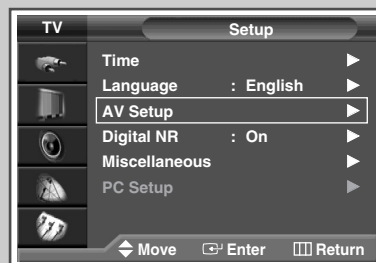 TV Setup
Time
Language : English
AV Setup
Digital NR : On
Miscellaneous
PC Setup
Move Enter Return